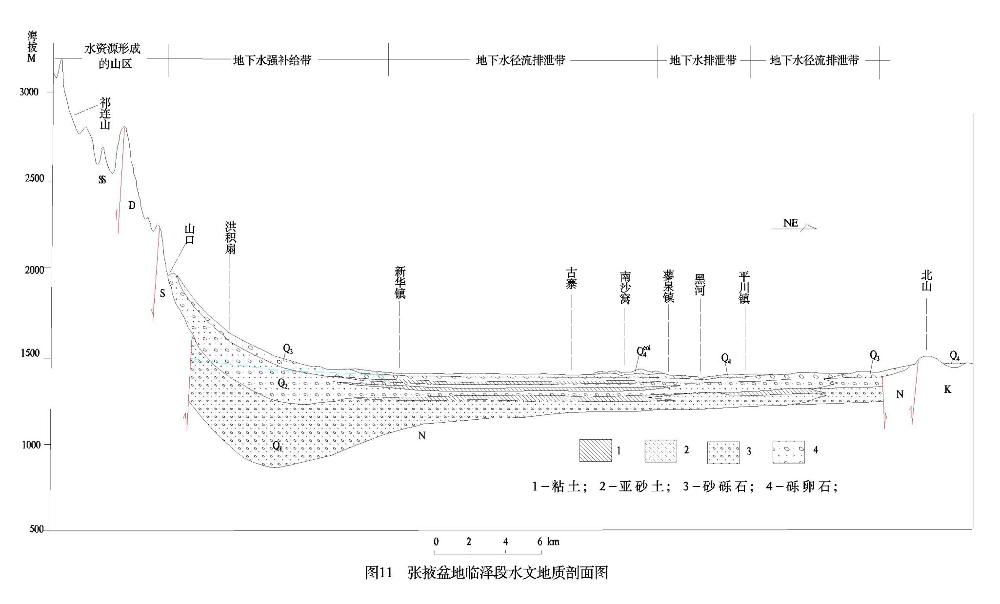 海拔M
水资源形成
的山区
地下水强补给带
地下水径流排泄带
地下水排泄带
地下水径流排泄带
3000
祁连山
2500
SS
D
山口
洪积扇
NE
2000
S
新华镇
古寨
南沙窝
蓼泉镇
黑河
平川镇
北山
1500
Q3
Q4eol
Q4
Q3
Q4
Q2
N
K
1000
Q1
N
1
2
3
4
1-粘土； 2-亚砂土； 3-砂砾石； 4-砾卵石；
500
0 2 4 6 km
图11 张掖盆地临泽段水文地质剖面图